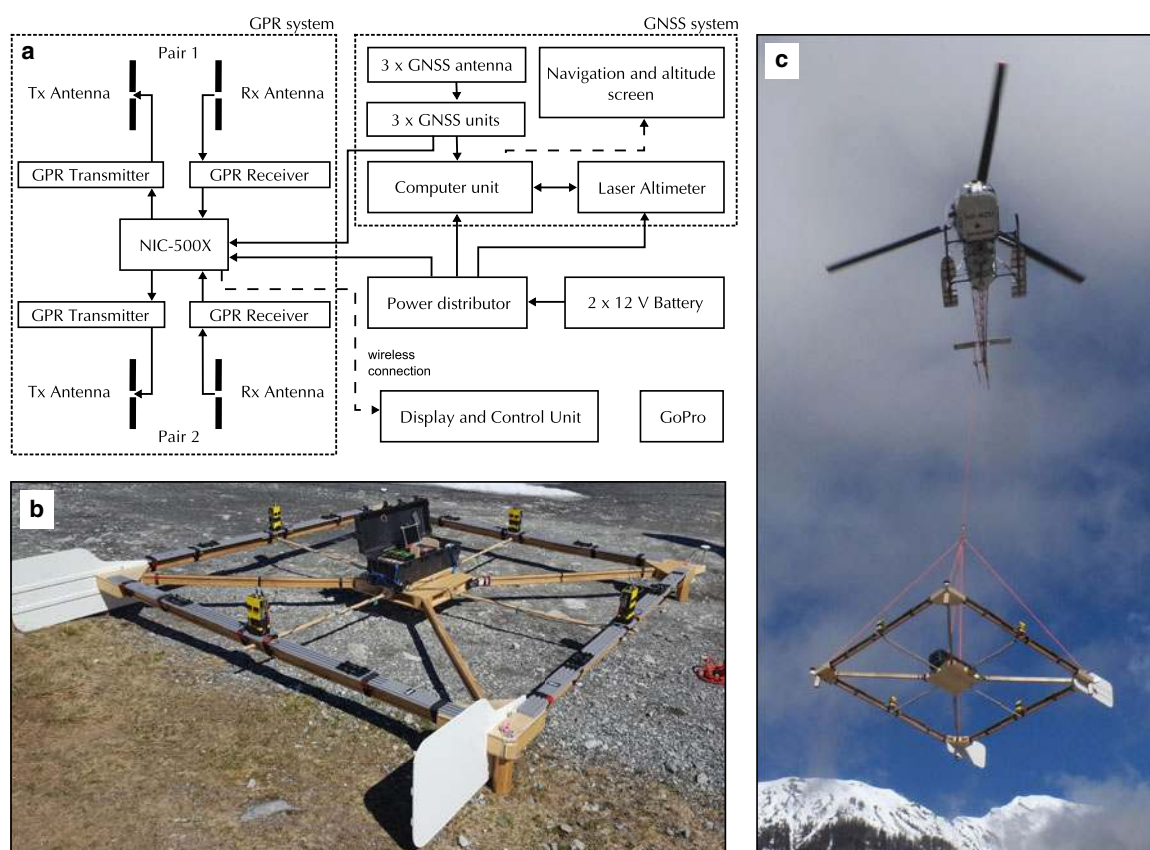 GPR system
GNSS system
a
Pair 1
Tx Antenna
Rx Antenna
GPR Transmitter
GPR Receiver
NIC-500X
GPR Transmitter
GPR Receiver
Tx Antenna
Rx Antenna
Pair 2
3 x GNSS antenna
3 x GNSS units
Navigation and altitude
screen
Computer unit
Laser Altimeter
Power distributor
2 x 12 V Battery
wireless
connection
Display and Control Unit
GoPro
b
c